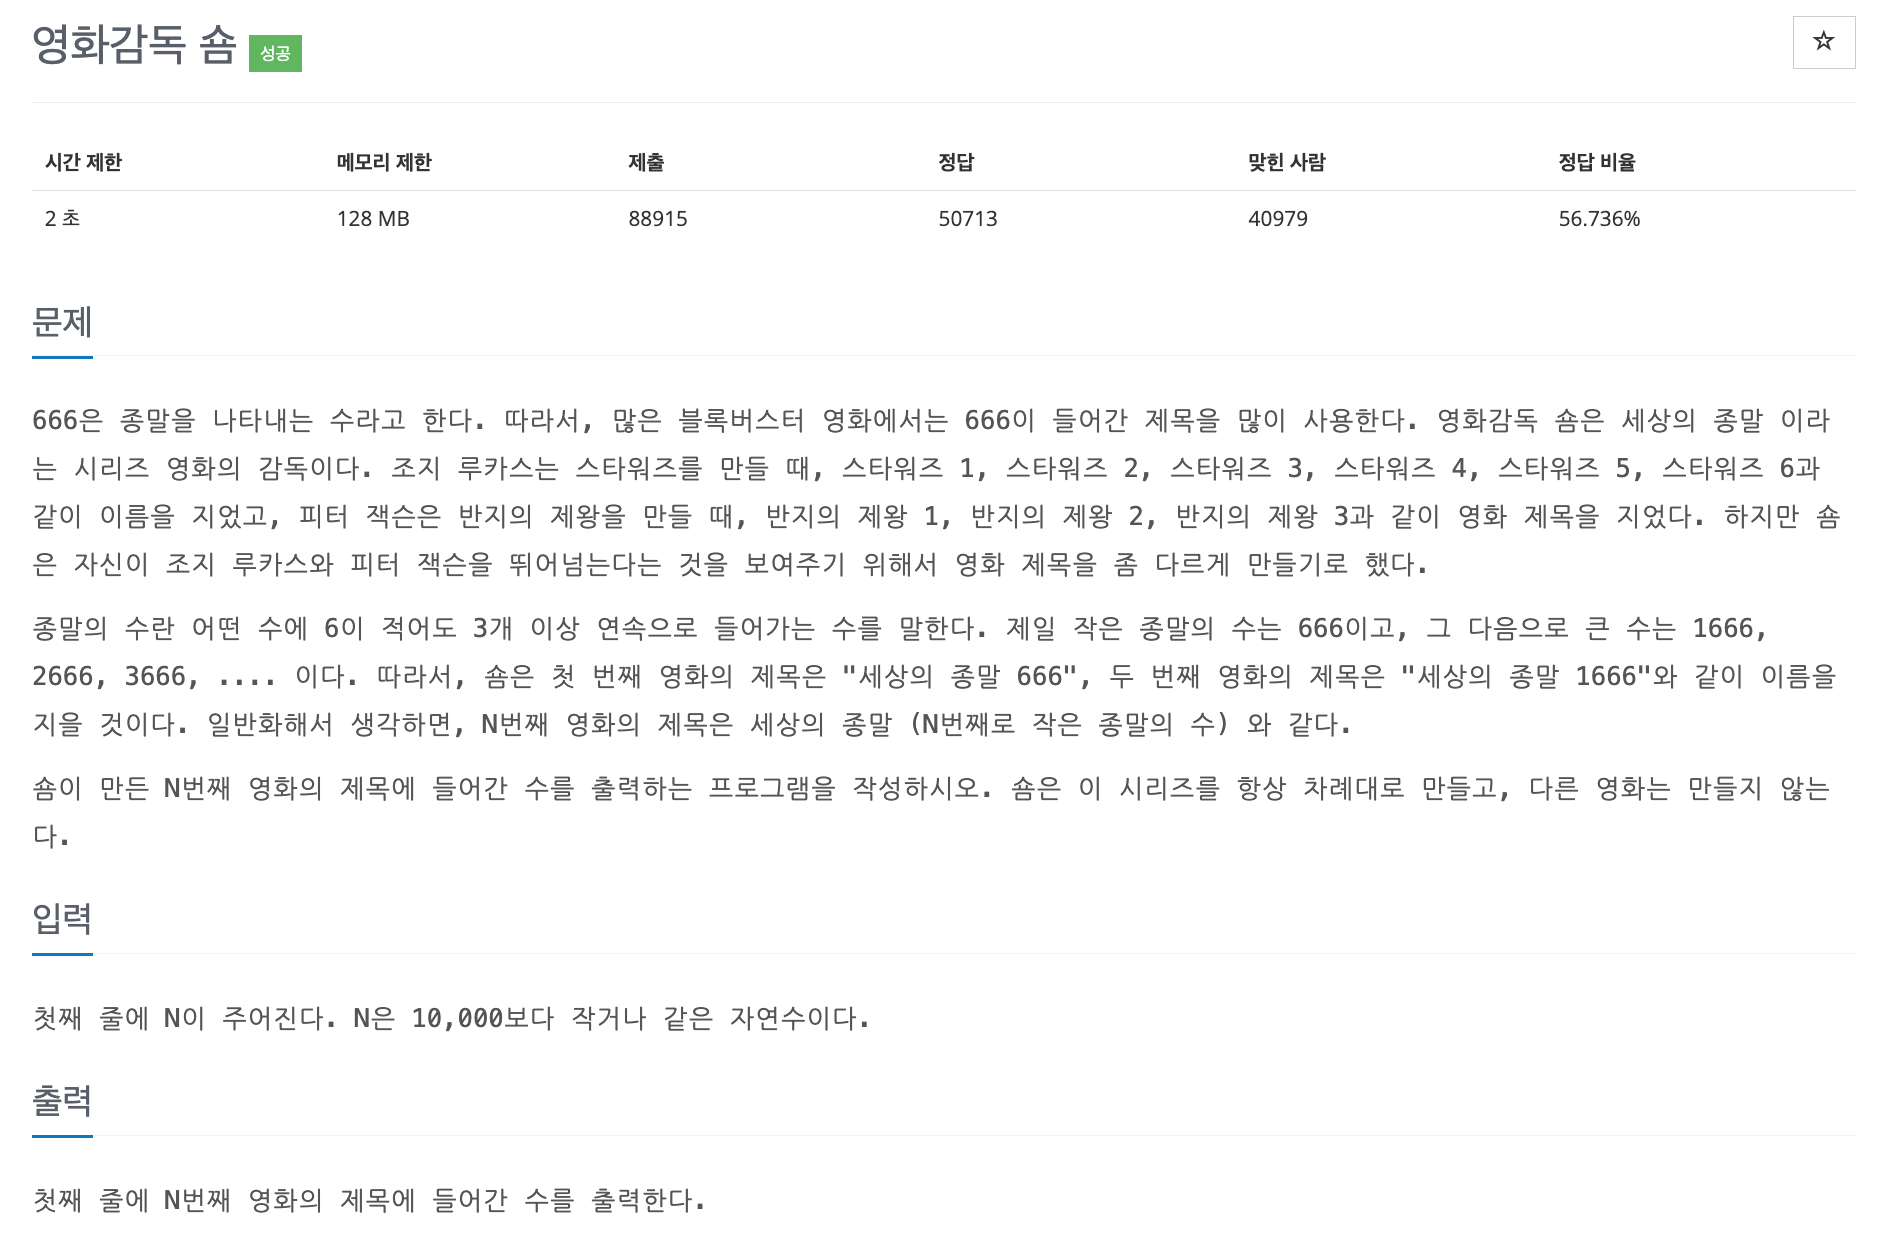 영화감독 숌 성공
시간 제한 메모리 제한 제출 정답 맞힌 사람 정답 비율
2 초 128 MB 88915 50713 40979 56.736%
문제
666은 종말을 나타내는 수라고 한다. 따라서, 많은 블록버스터 영화에서는 666이 들어간 제목을 많이 사용한다. 영화감독 숌은 세상의 종말 이라
는 시리즈 영화의 감독이다. 조지 루카스는 스타워즈를 만들 때, 스타워즈 1, 스타워즈 2, 스타워즈 3, 스타워즈 4, 스타워즈 5, 스타워즈 6과
같이 이름을 지었고, 피터 잭슨은 반지의 제왕을 만들 때, 반지의 제왕 1, 반지의 제왕 2, 반지의 제왕 3과 같이 영화 제목을 지었다. 하지만 숌
은 자신이 조지 루카스와 피터 잭슨을 뛰어넘는다는 것을 보여주기 위해서 영화 제목을 좀 다르게 만들기로 했다.
종말의 수란 어떤 수에 6이 적어도 3개 이상 연속으로 들어가는 수를 말한다. 제일 작은 종말의 수는 666이고, 그 다음으로 큰 수는 1666,
2666, 3666, .... 이다. 따라서, 숌은 첫 번째 영화의 제목은 "세상의 종말 666", 두 번째 영화의 제목은 "세상의 종말 1666"와 같이 이름을
지을 것이다. 일반화해서 생각하면, N번째 영화의 제목은 세상의 종말 (N번째로 작은 종말의 수) 와 같다.
숌이 만든 N번째 영화의 제목에 들어간 수를 출력하는 프로그램을 작성하시오. 숌은 이 시리즈를 항상 차례대로 만들고, 다른 영화는 만들지 않는
다.
입력
첫째 줄에 N이 주어진다. N은 10,000보다 작거나 같은 자연수이다.
출력
첫째 줄에 N번째 영화의 제목에 들어간 수를 출력한다.